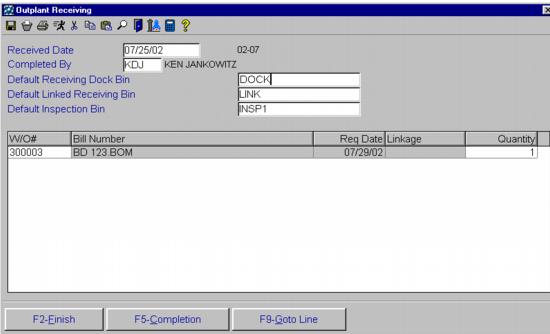 Outplant Receiving
Received Date 07/25/02 02-07
Completed By KDJ KEN JANKOWITZ
Default Receiving Dock Bin DOCK
Default Linked Receiving Bin LINK
Default Inspection Bin INSP1
W/O# Bill Number Req Date Linkage Quantity
300003 BD 123.BOM 07/29/02 1
F2-Finish F5-Completion F9-Goto Line